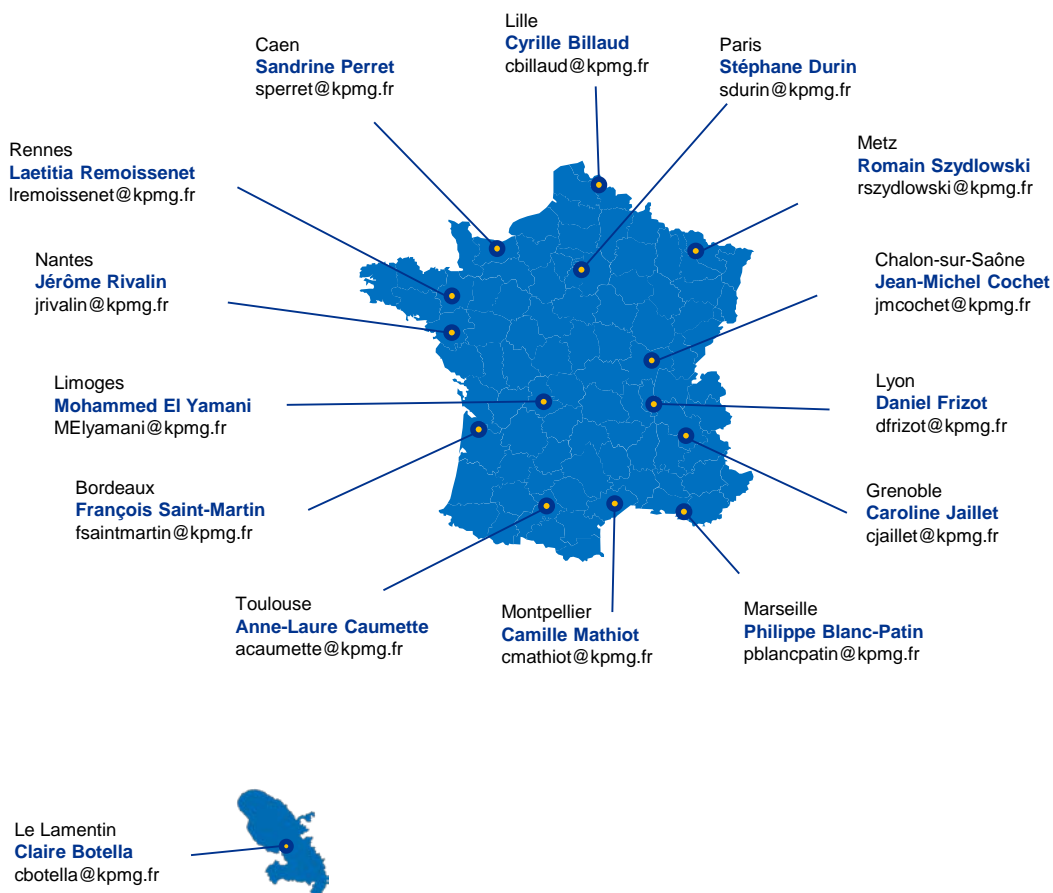 Lille
Cyrille Billaud
cbillaud@kpmg.fr
Caen
Sandrine Perret
sperret@kpmg.fr
Paris
Stéphane Durin
sdurin@kpmg.fr
Rennes
Laetitia Remoissenet
lremoissenet@kpmg.fr
Metz
Romain Szydlowski
rszydlowski@kpmg.fr
Nantes
Jérôme Rivalin
jrivalin@kpmg.fr
Chalon-sur-Saône
Jean-Michel Cochet
jmcochet@kpmg.fr
Limoges
Mohammed El Yamani
MElyamani@kpmg.fr
Lyon
Daniel Frizot
dfrizot@kpmg.fr
Bordeaux
François Saint-Martin
fsaintmartin@kpmg.fr
Grenoble
Caroline Jaillet
cjaillet@kpmg.fr
Toulouse
Anne-Laure Caumette
acaumette@kpmg.fr
Montpellier
Camille Mathiot
cmathiot@kpmg.fr
Marseille
Philippe Blanc-Patin
pblancpatin@kpmg.fr
Le Lamentin
Claire Botella
cbotella@kpmg.fr